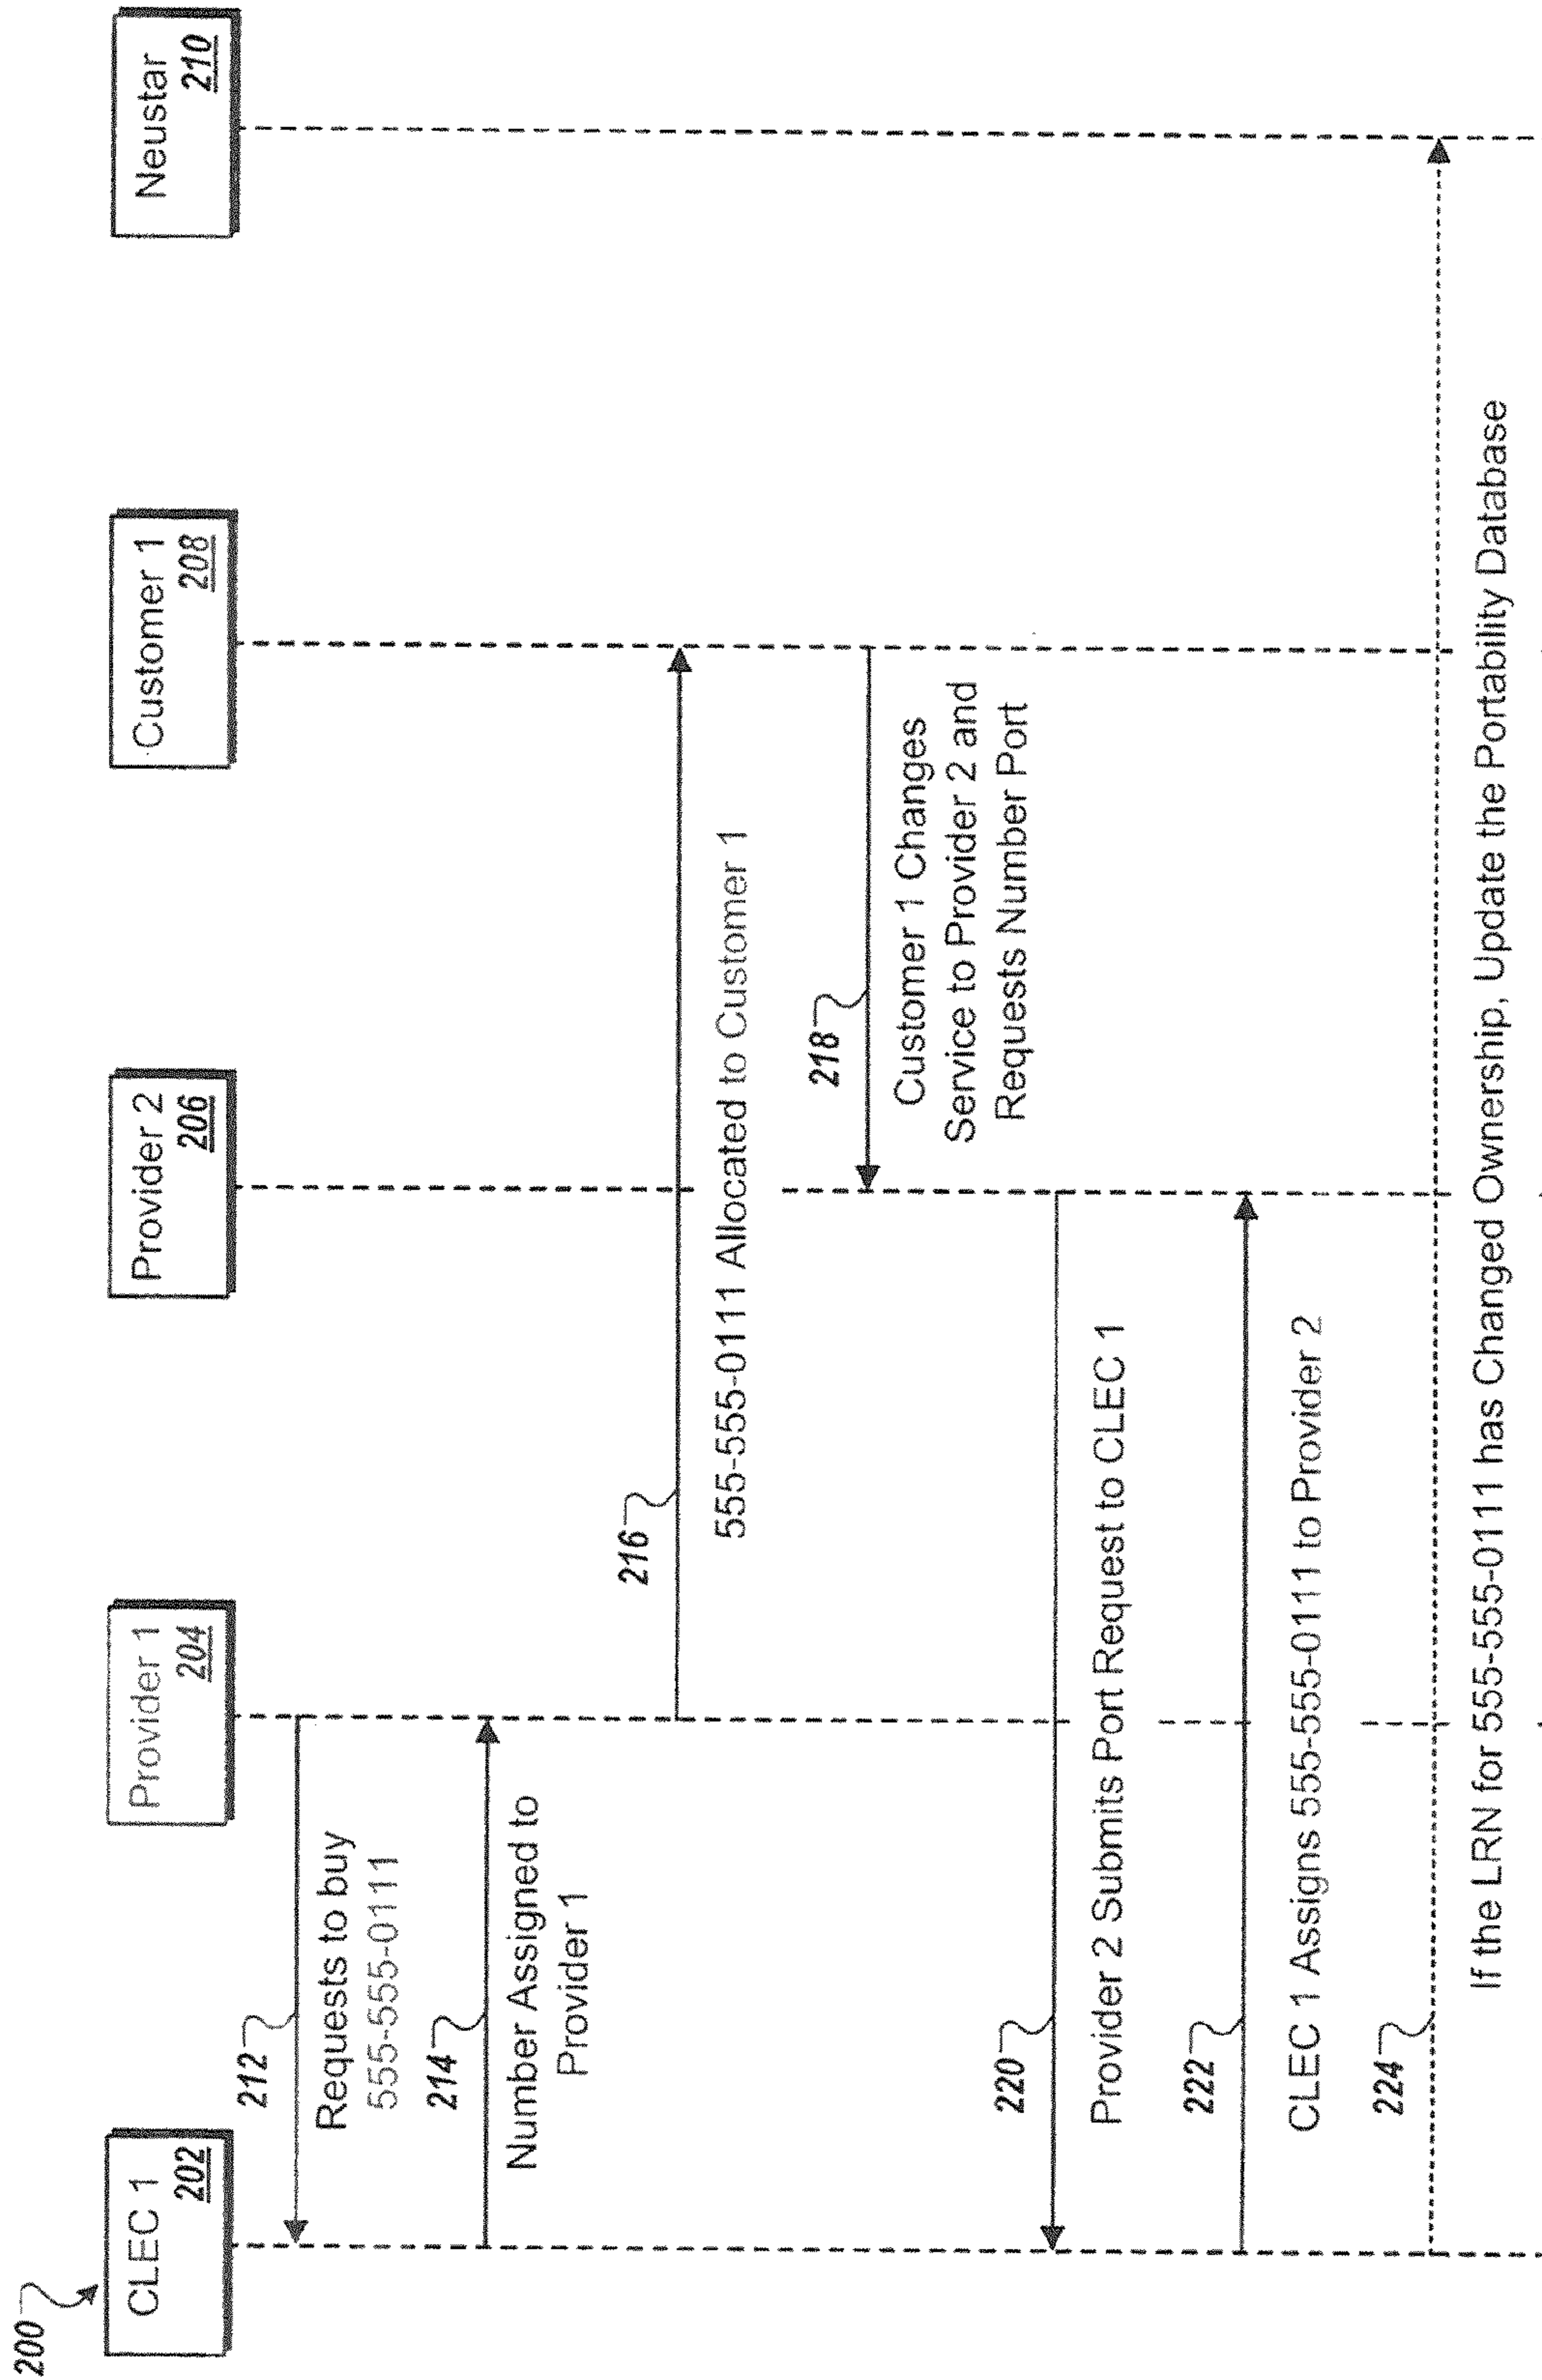 200
CLEC 1
202
Provider 1
204
Provider 2
206
Customer 1
208
Neustar
210
212
Requests to buy
555-555-0111
214
Number Assigned to
Provider 1
216
555-555-0111 Allocated to Customer 1
218
Customer 1 Changes
Service to Provider 2 and
Requests Number Port
220
Provider 2 Submits Port Request to CLEC 1
222
CLEC 1 Assigns 555-555-0111 to Provider 2
224
If the LRN for 555-555-0111 has Changed Ownership, Update the Portability Database